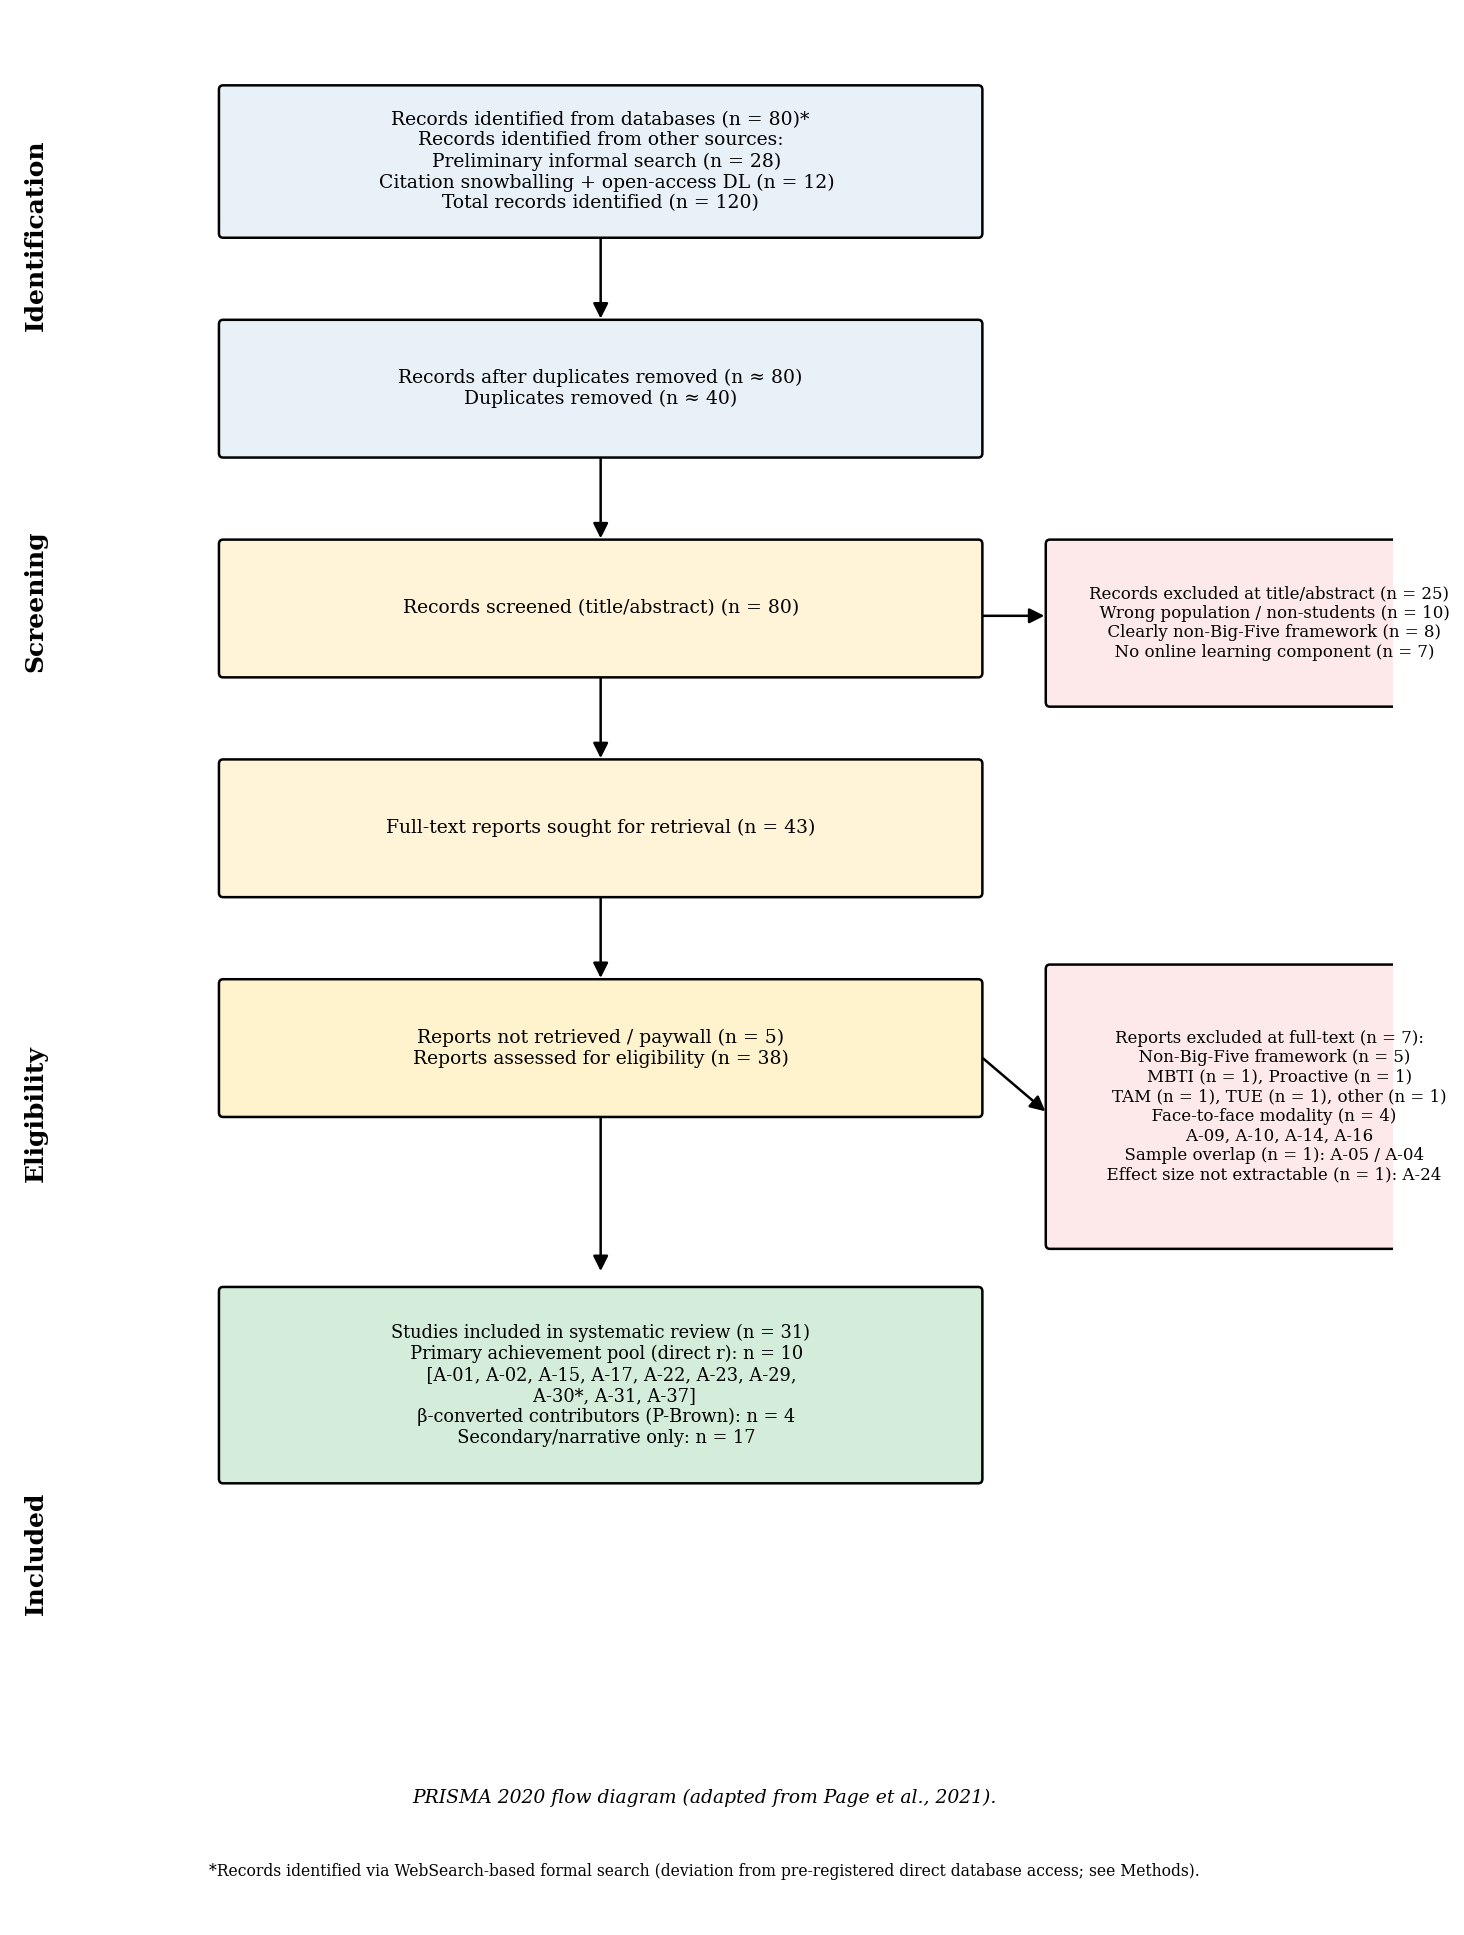 Identification
Records identified from databases (n = 80)*
Records identified from other sources:
Preliminary informal search (n = 28)
Citation snowballing + open-access DL (n = 12)
Total records identified (n = 120)
Records after duplicates removed (n ≈ 80)
Duplicates removed (n ≈ 40)
Screening
Records screened (title/abstract) (n = 80)
Records excluded at title/abstract (n = 25)
Wrong population / non-students (n = 10)
Clearly non-Big-Five framework (n = 8)
No online learning component (n = 7)
Full-text reports sought for retrieval (n = 43)
Eligibility
Reports not retrieved / paywall (n = 5)
Reports assessed for eligibility (n = 38)
Reports excluded at full-text (n = 7):
Non-Big-Five framework (n = 5)
MBTI (n = 1), Proactive (n = 1)
TAM (n = 1), TUE (n = 1), other (n = 1)
Face-to-face modality (n = 4)
A-09, A-10, A-14, A-16
Sample overlap (n = 1): A-05 / A-04
Effect size not extractable (n = 1): A-24
Included
Studies included in systematic review (n = 31)
Primary achievement pool (direct r): n = 10
[A-01, A-02, A-15, A-17, A-22, A-23, A-29,
A-30*, A-31, A-37]
β-converted contributors (P-Brown): n = 4
Secondary/narrative only: n = 17
PRISMA 2020 flow diagram (adapted from Page et al., 2021).
*Records identified via WebSearch-based formal search (deviation from pre-registered direct database access; see Methods).